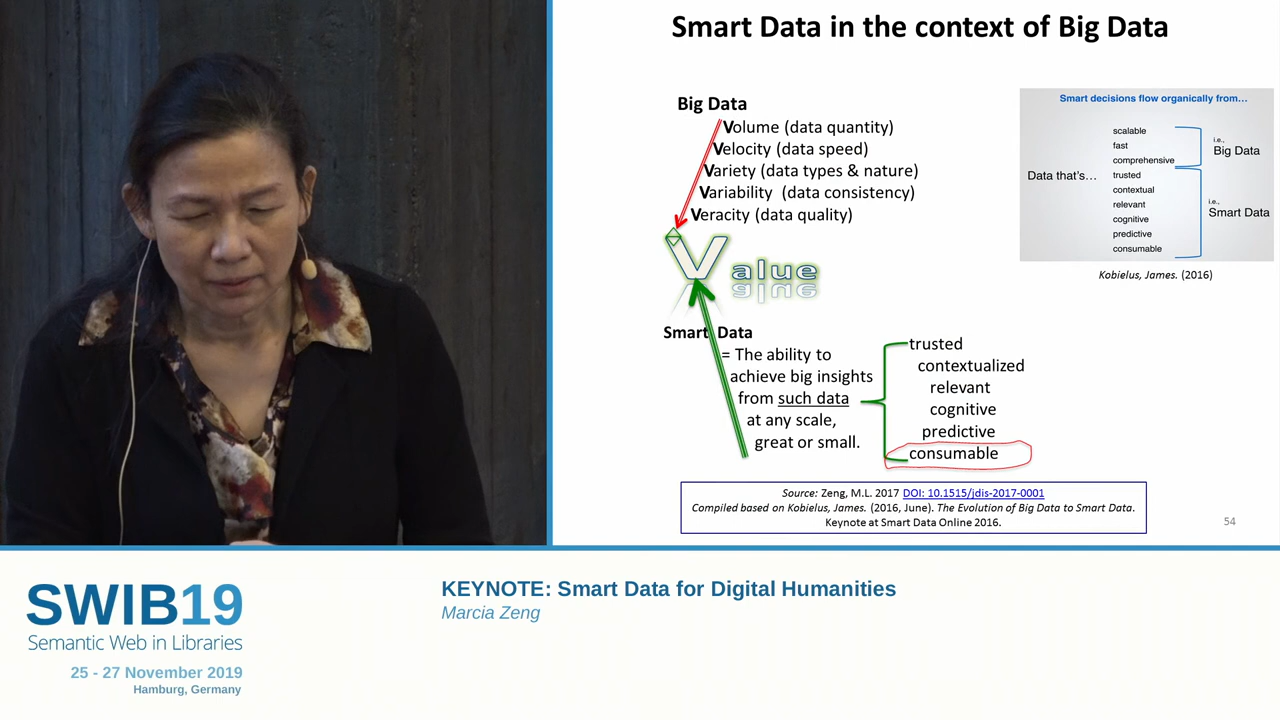 Smart Data in the context of Big Data
Big Data
Volume (data quantity)
Velocity (data speed)
Variety (data types & nature)
Variability (data consistency)
Veracity (data quality)
Value
Smart Data
= The ability to
achieve big insights
from such data
at any scale,
great or small.
trusted
contextualized
relevant
cognitive
predictive
consumable
Smart decisions flow organically from...
Data that's...
scalable
fast
comprehensive
trusted
contextual
relevant
cognitive
predictive
consumable
i.e.,
Big Data
i.e.,
Smart Data
Kobielus, James. (2016)
Source: Zeng, M.L. 2017 DOI: 10.1515/jdis-2017-0001
Compiled based on Kobielus, James. (2016, June). The Evolution of Big Data to Smart Data.
Keynote at Smart Data Online 2016.
54
SWIB19
Semantic Web in Libraries
25 - 27 November 2019
Hamburg, Germany
KEYNOTE: Smart Data for Digital Humanities
Marcia Zeng